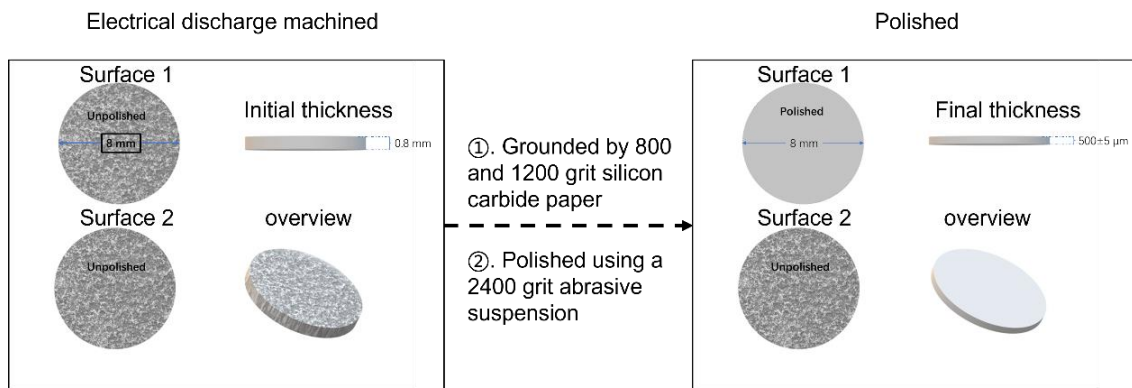 Electrical discharge machined
Surface 1
Unpolished
8 mm
Initial thickness
0.8 mm
Surface 2
Unpolished
overview
①. Grounded by 800
and 1200 grit silicon
carbide paper
②. Polished using a
2400 grit abrasive
suspension
Polished
Surface 1
Polished
8 mm
Final thickness
500±5 μm
Surface 2
Unpolished
overview